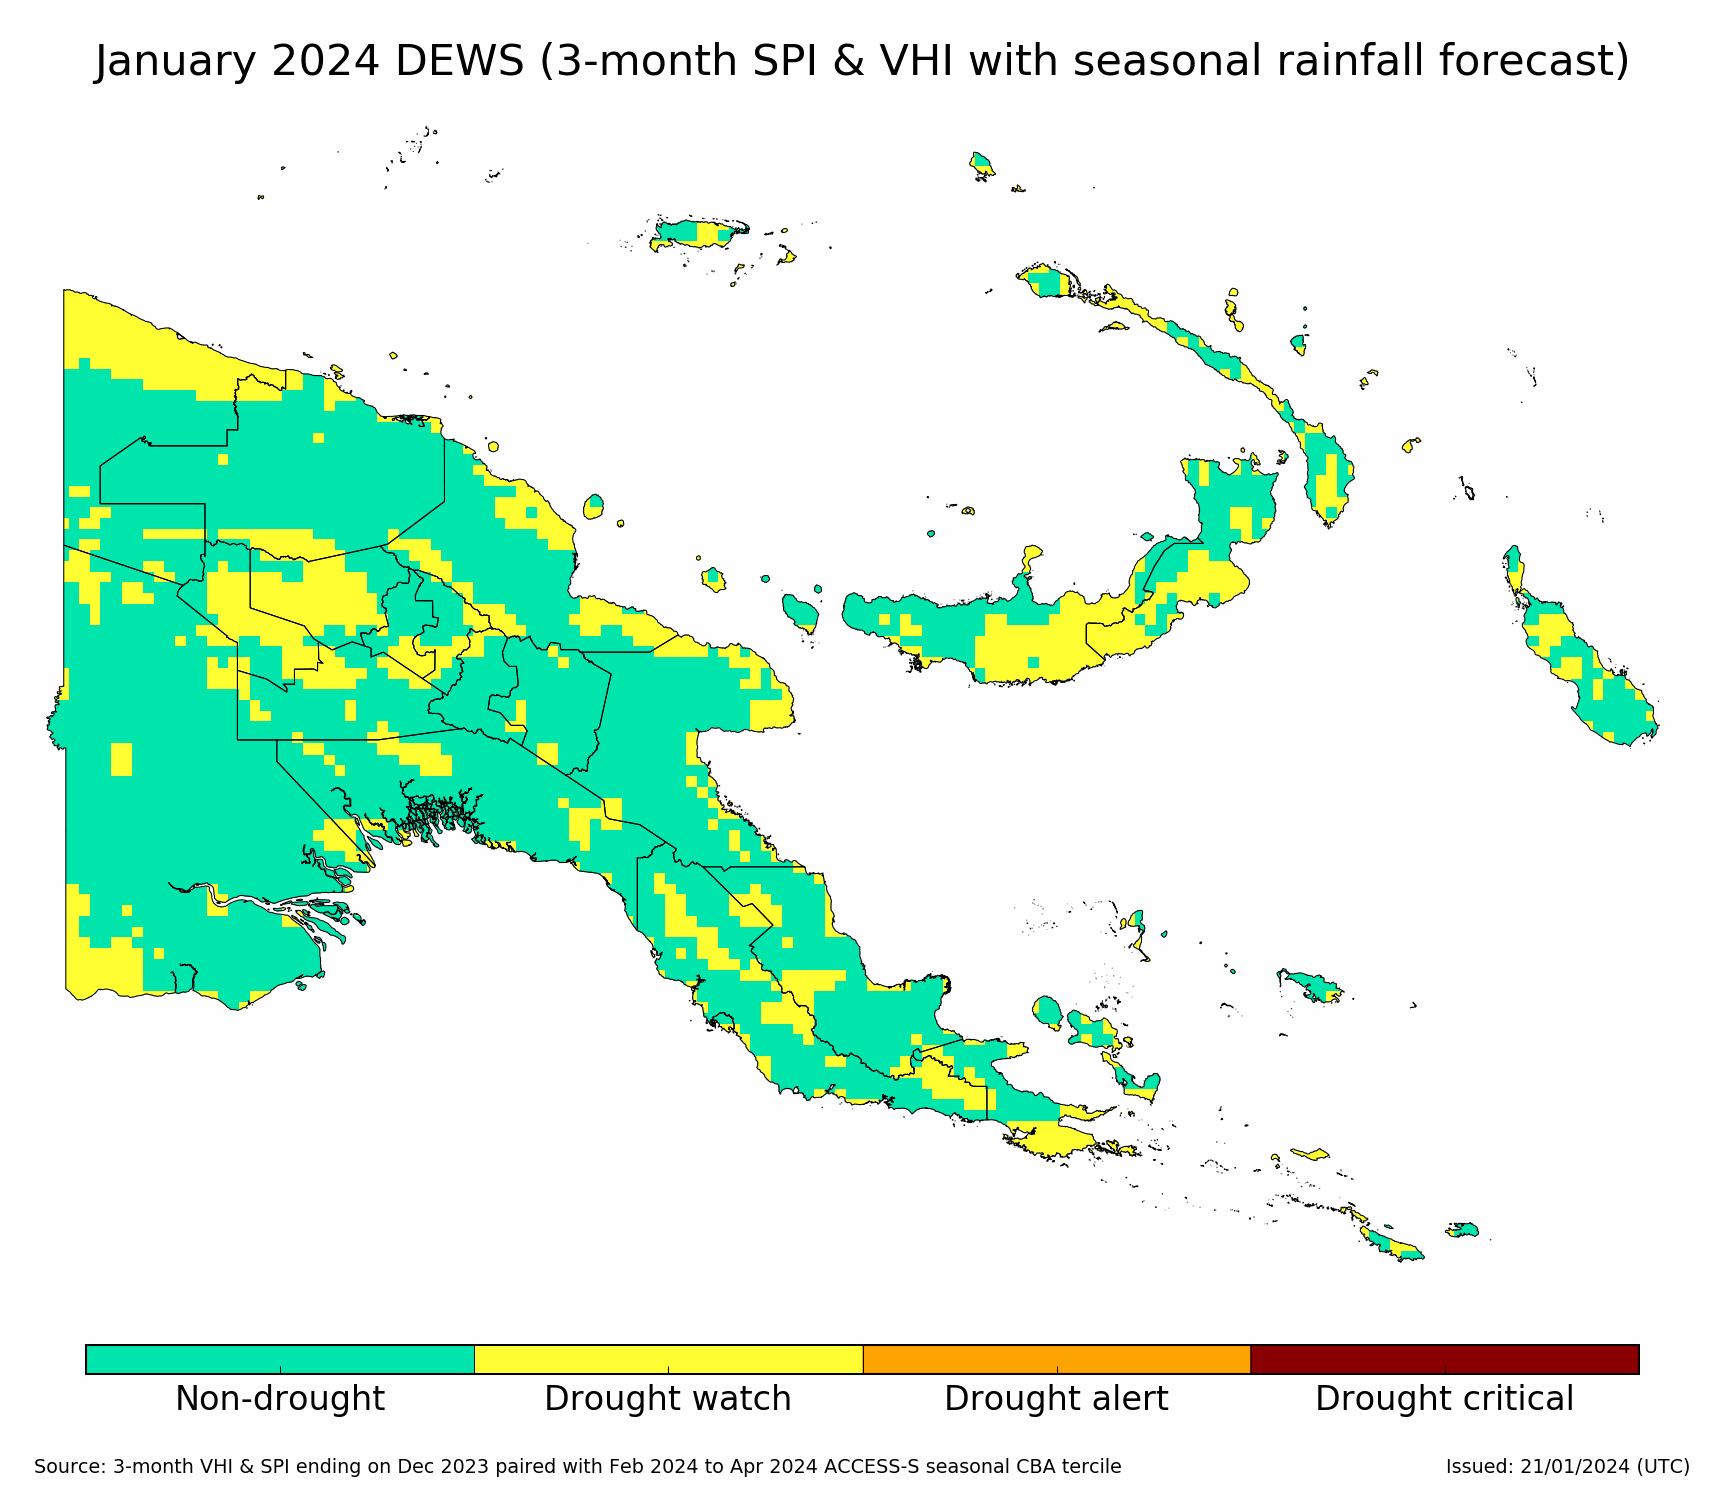 January 2024 DEWS (3-month SPI & VHI with seasonal rainfall forecast)
Non-drought Drought watch Drought alert Drought critical
Source: 3-month VHI & SPI ending on Dec 2023 paired with Feb 2024 to Apr 2024 ACCESS-S seasonal CBA tercile Issued: 21/01/2024 (UTC)